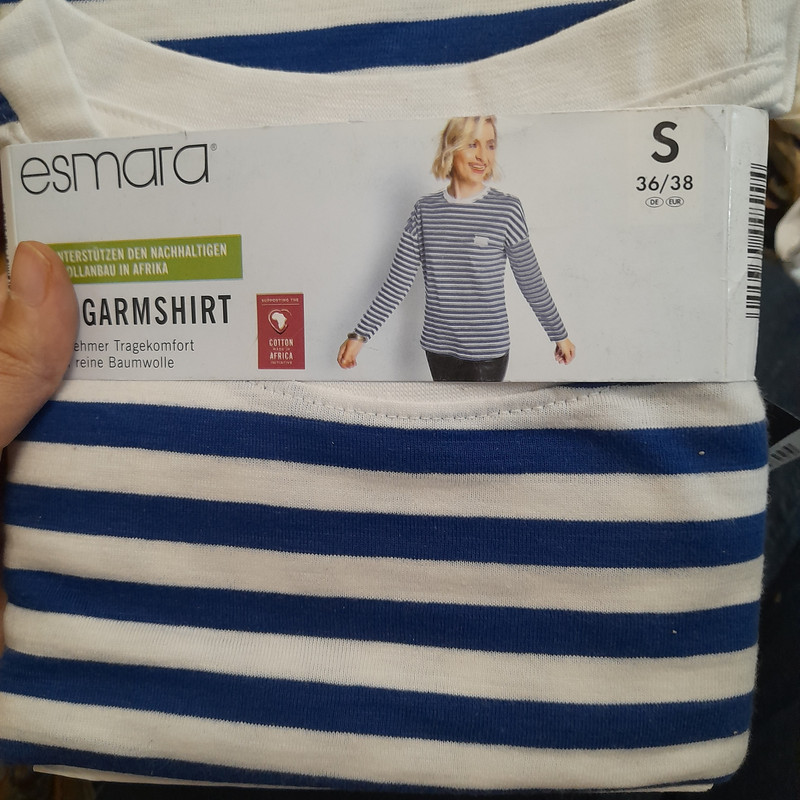 esmara®
S
36/38
DE EUR
NTERSTÜTZEN DEN NACHHALTIGEN
OLLANBAU IN AFRIKA
GARMSHIRT
ehmer Tragekomfort
reine Baumwolle
SUPPORTING THE
COTTON
MADE IN
AFRICA
INITIATIVE